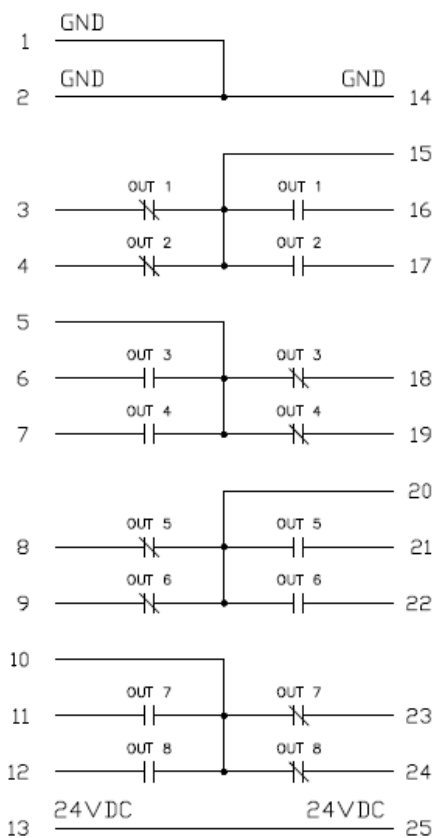 1 GND
2 GND GND 14
15
3 OUT 1 OUT 1 16
4 OUT 2 OUT 2 17
5
6 OUT 3 OUT 3 18
7 OUT 4 OUT 4 19
20
8 OUT 5 OUT 5 21
9 OUT 6 OUT 6 22
10
11 OUT 7 OUT 7 23
12 OUT 8 OUT 8 24
13 24VDC 24VDC 25